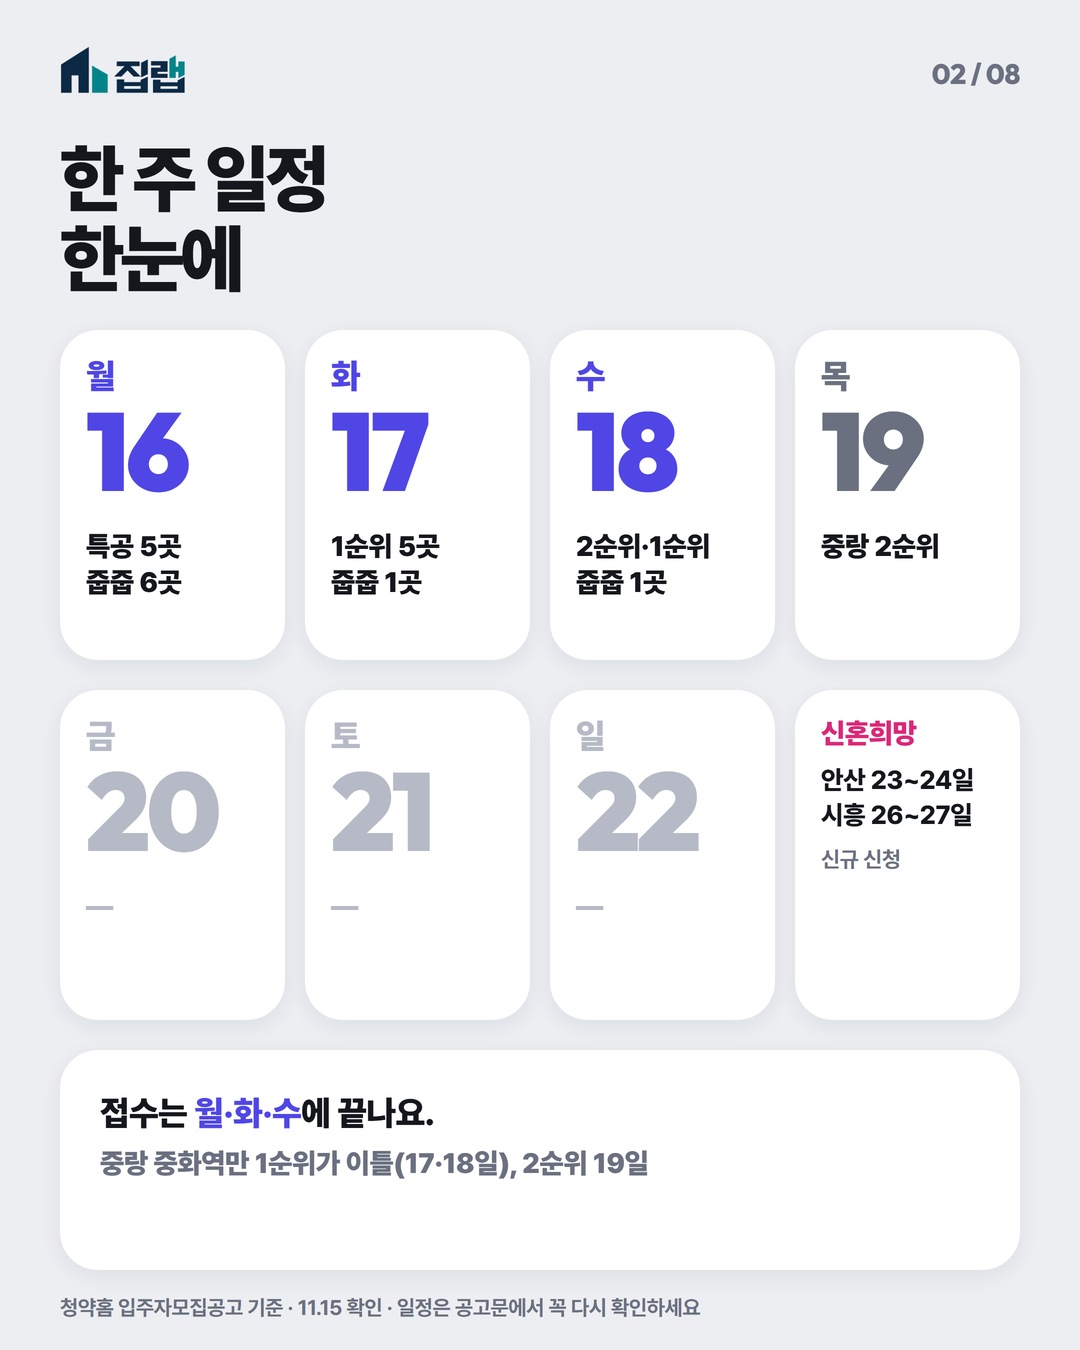 집랩
02 / 08
한 주 일정
한눈에
월
16
특공 5곳
줍줍 6곳
화
17
1순위 5곳
줍줍 1곳
수
18
2순위·1순위
줍줍 1곳
목
19
중랑 2순위
금
20
—
토
21
—
일
22
—
신혼희망
안산 23~24일
시흥 26~27일
신규 신청
접수는 월·화·수에 끝나요.
중랑 중화역만 1순위가 이틀(17·18일), 2순위 19일
청약홈 입주자모집공고 기준 · 11.15 확인 · 일정은 공고문에서 꼭 다시 확인하세요